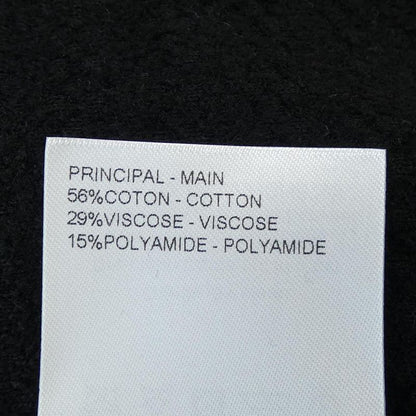 PRINCIPAL - MAIN
56%COTON - COTTON
29%VISCOSE - VISCOSE
15%POLYAMIDE - POLYAMIDE